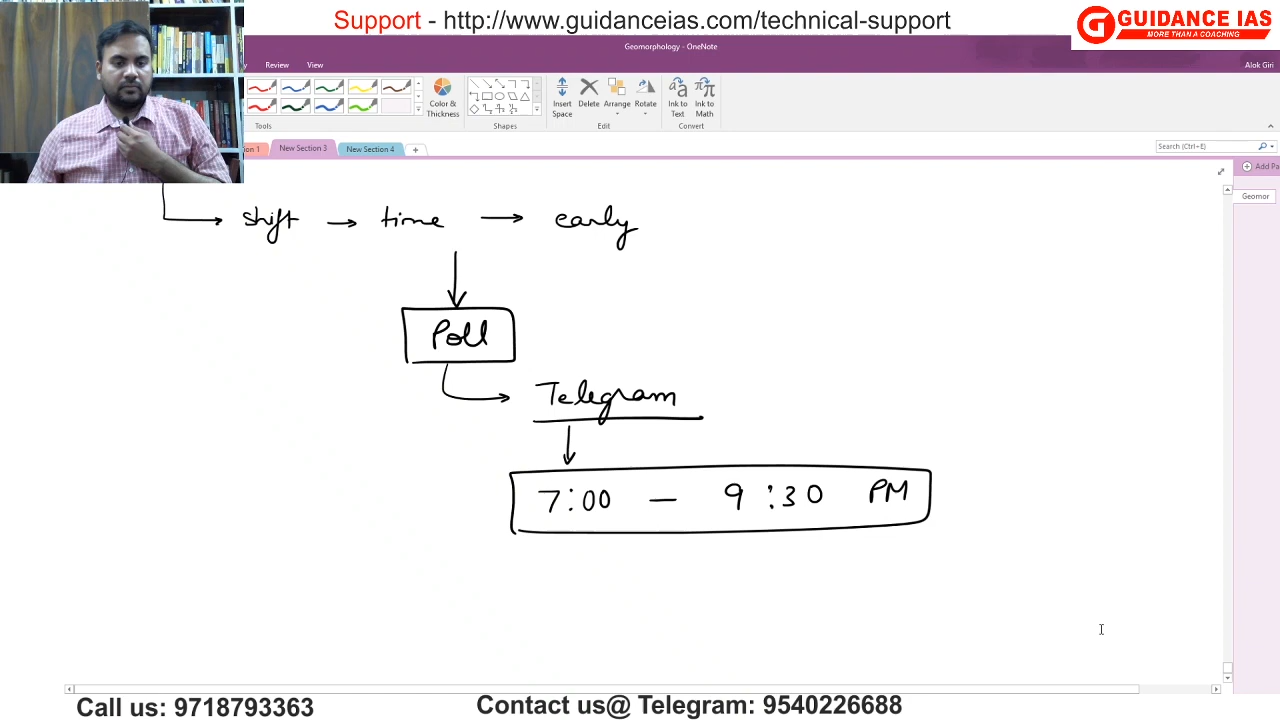 Support - http://www.guidanceias.com/technical-support
GUIDANCE IAS
MORE THAN A COACHING
Geomorphology - OneNote
Alok Giri
Review View
Color & Thickness
Insert Space
Delete
Arrange
Rotate
Ink to Text
Ink to Math
Tools
Shapes
Edit
Convert
New Section 3
New Section 4
Search (Ctrl+E)
Add Pa
Geomor
shift → time → early
Poll
Telegram
7:00 — 9:30 PM
Call us: 9718793363
Contact us@ Telegram: 9540226688